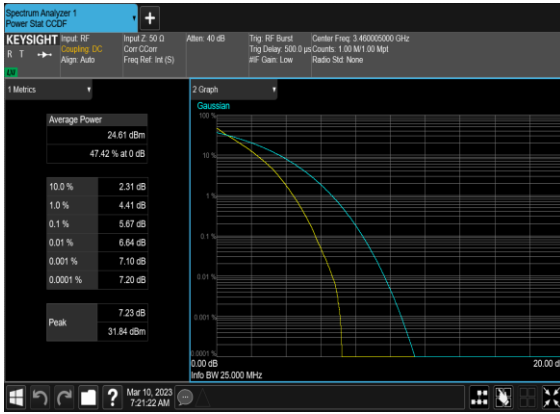 Spectrum Analyzer 1
Power Stat CCDF
+
KEYSIGHT
R T
LXI
Input: RF
Coupling: DC
Align: Auto
Input Z: 50 Ω
Corr CCorr
Freq Ref: Int (S)
Atten: 40 dB
Trig: RF Burst
Trig Delay: 500.0 µs
#IF Gain: Low
Center Freq: 3.460005000 GHz
Counts: 1.00 M/1.00 Mpt
Radio Std: None
1 Metrics
Average Power
24.61 dBm
47.42 % at 0 dB
10.0 % 2.31 dB
1.0 % 4.41 dB
0.1 % 5.67 dB
0.01 % 6.64 dB
0.001 % 7.10 dB
0.0001 % 7.20 dB
Peak
7.23 dB
31.84 dBm
2 Graph
Gaussian
100 %
10 %
1 %
0.1 %
0.01 %
0.001 %
0.0001 %
0.00 dB
20.00 d
Info BW 25.000 MHz
?
Mar 10, 2023
7:21:22 AM